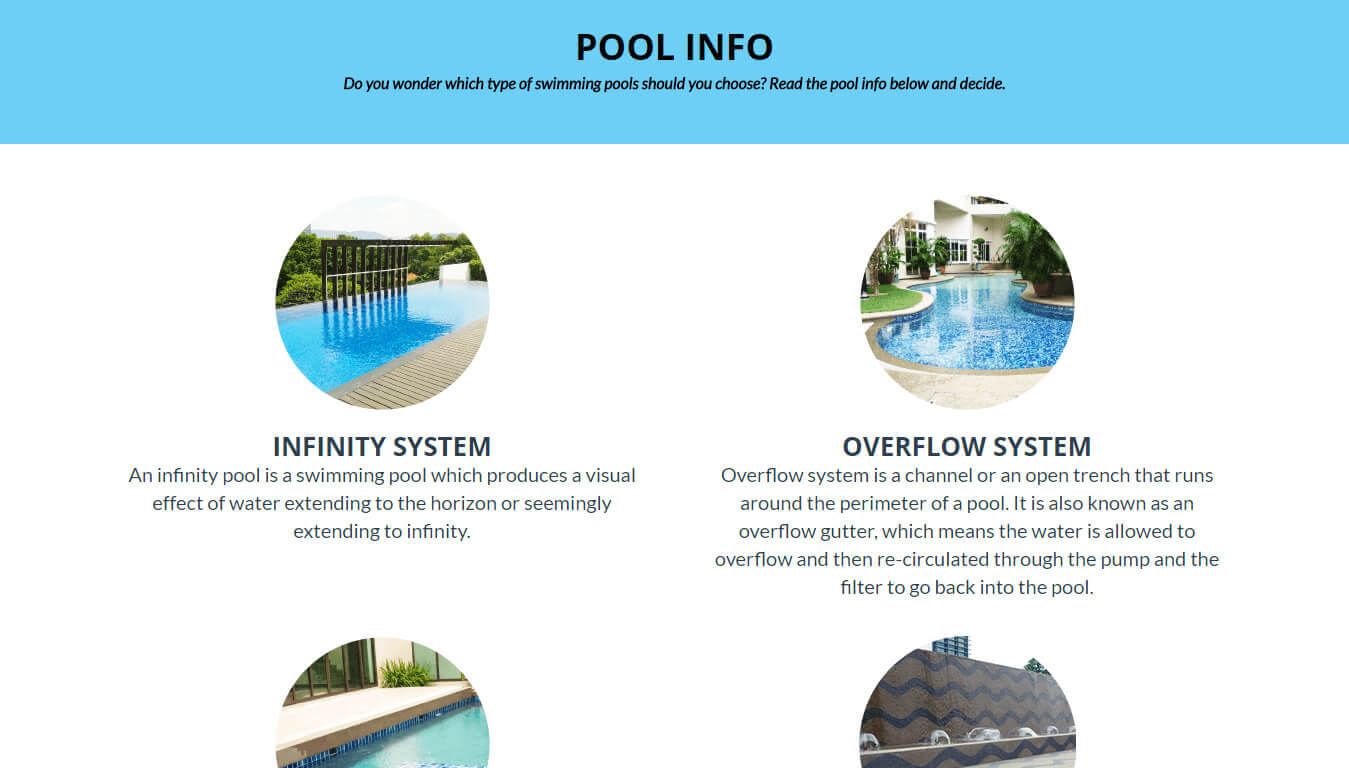 POOL INFO
Do you wonder which type of swimming pools should you choose? Read the pool info below and decide.
INFINITY SYSTEM
An infinity pool is a swimming pool which produces a visual
effect of water extending to the horizon or seemingly
extending to infinity.
OVERFLOW SYSTEM
Overflow system is a channel or an open trench that runs
around the perimeter of a pool. It is also known as an
overflow gutter, which means the water is allowed to
overflow and then re-circulated through the pump and the
filter to go back into the pool.